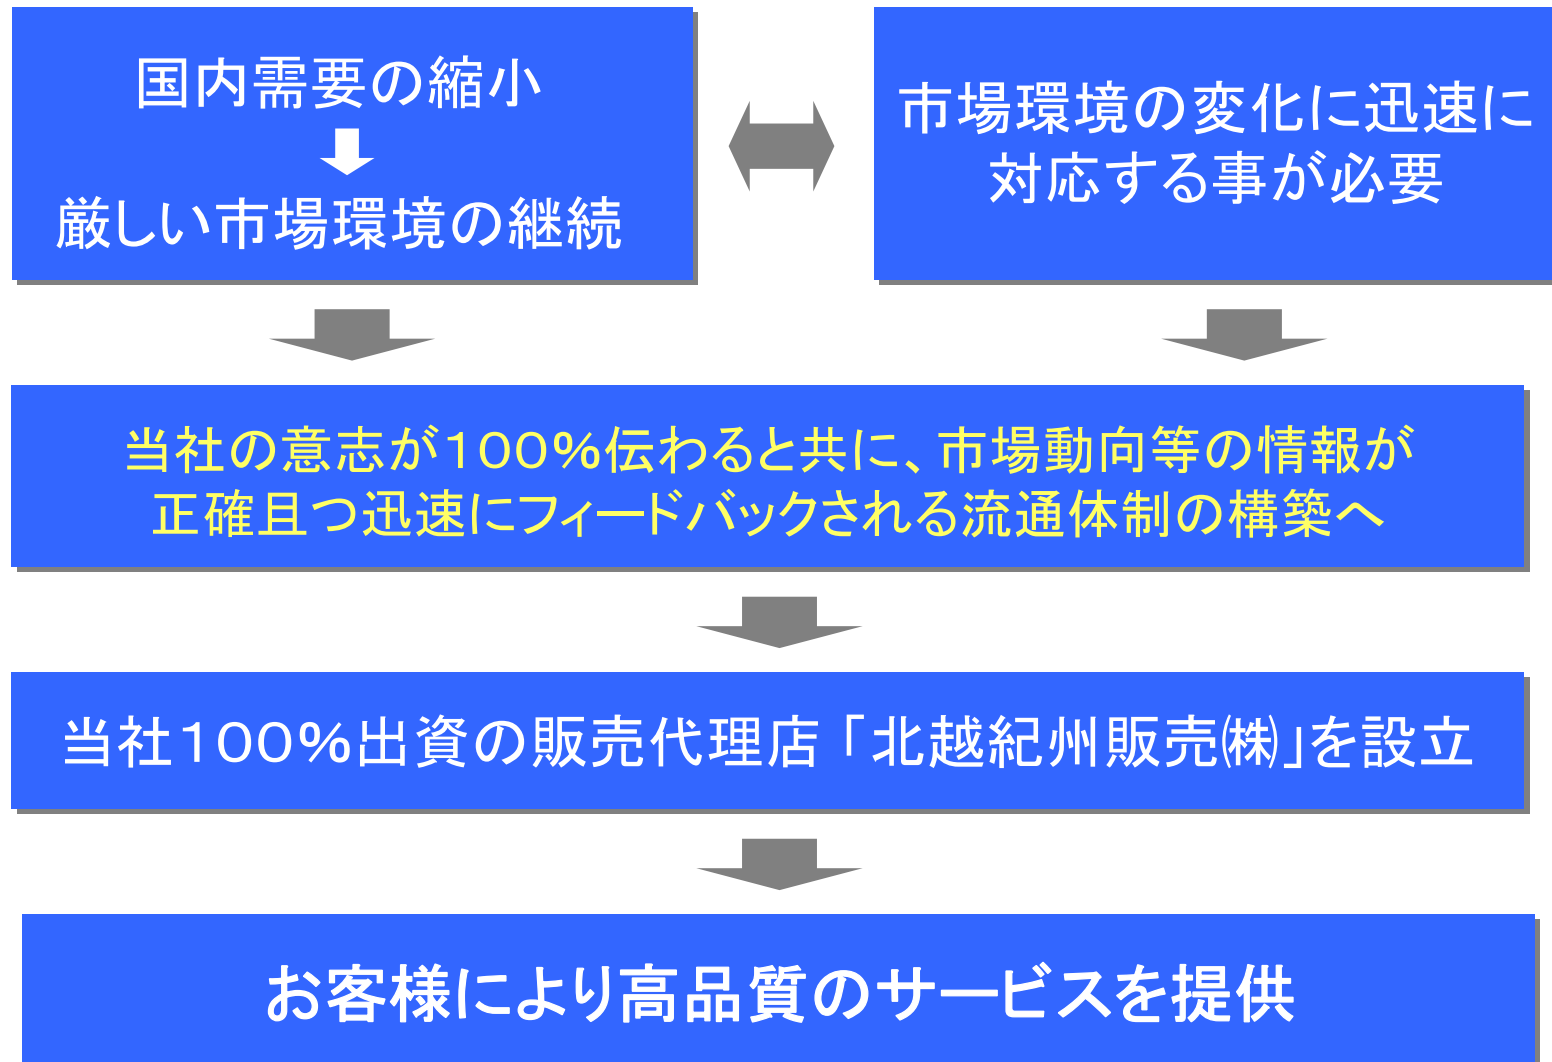 国内需要の縮小
厳しい市場環境の継続
市場環境の変化に迅速に
対応する事が必要
当社の意志が１００％伝わると共に、市場動向等の情報が
正確且つ迅速にフィードバックされる流通体制の構築へ
当社１００％出資の販売代理店「北越紀州販売㈱」を設立
お客様により高品質のサービスを提供